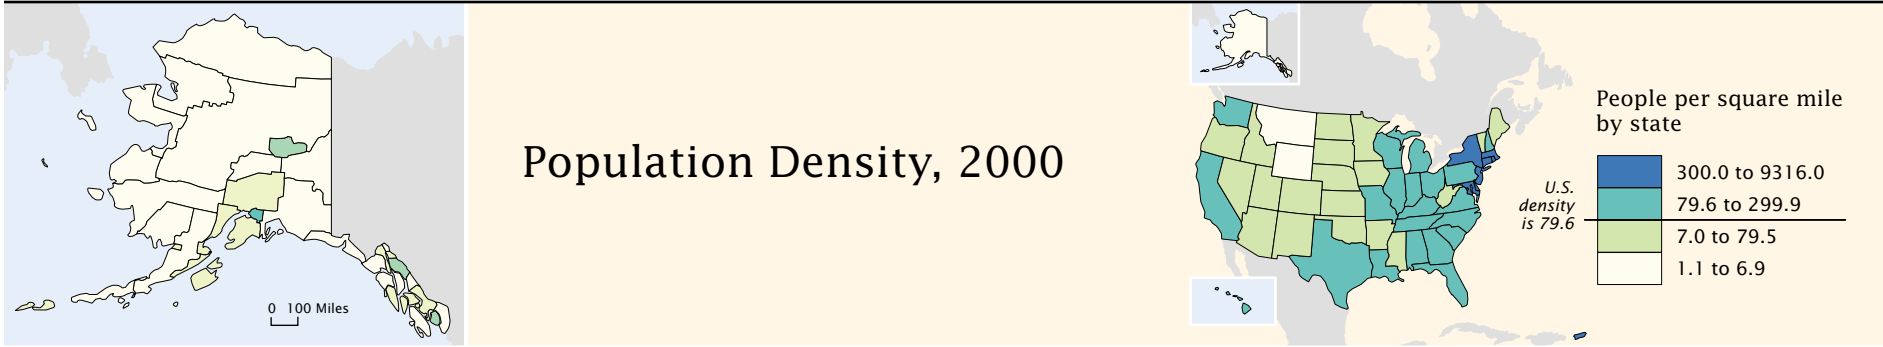 0 100 Miles
Population Density, 2000
People per square mile
by state
300.0 to 9316.0
79.6 to 299.9
7.0 to 79.5
1.1 to 6.9
U.S.
density
is 79.6